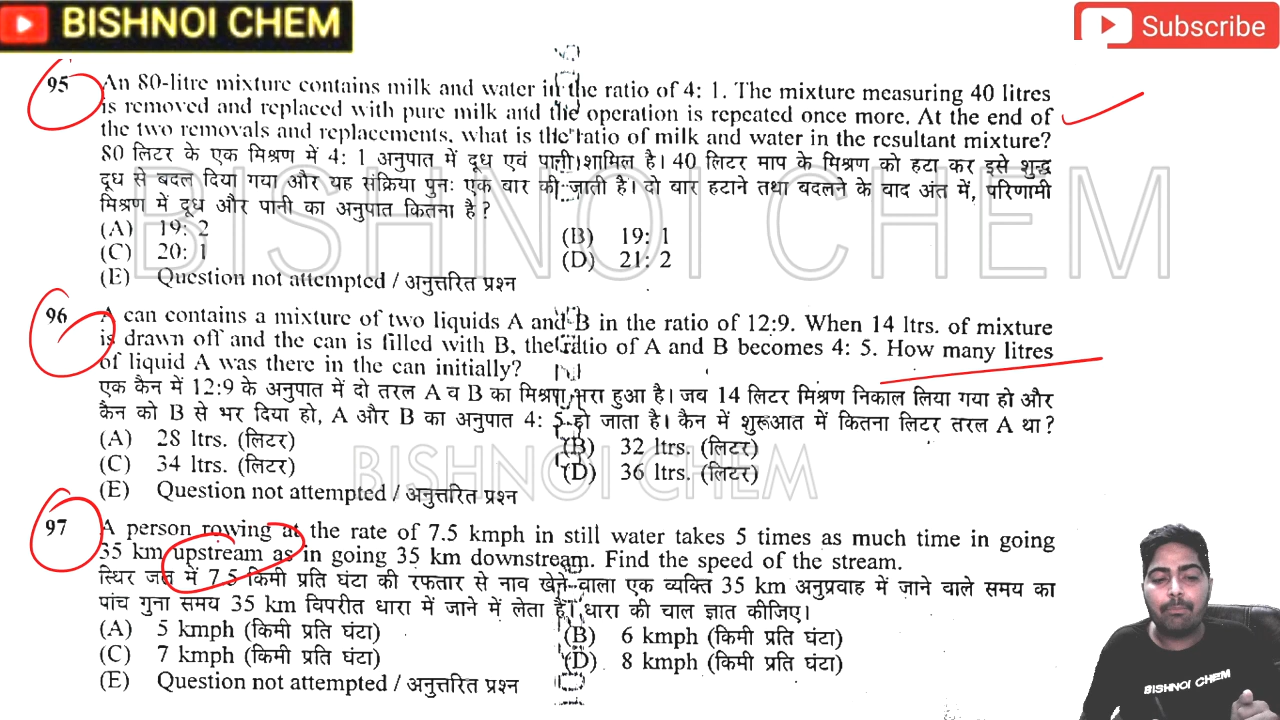 BISHNOI CHEM
Subscribe
95 An 80-litre mixture contains milk and water in the ratio of 4: 1. The mixture measuring 40 litres
is removed and replaced with pure milk and the operation is repeated once more. At the end of
the two removals and replacements, what is the ratio of milk and water in the resultant mixture?
80 लिटर के एक मिश्रण में 4: 1 अनुपात में दूध एवं पानी शामिल है। 40 लिटर माप के मिश्रण को हटा कर इसे शुद्ध
दूध से बदल दिया गया और यह संक्रिया पुनः एक बार की जाती है। दो बार हटाने तथा बदलने के बाद अंत में, परिणामी
मिश्रण में दूध और पानी का अनुपात कितना है?
(A) 19: 2
(B) 19: 1
(C) 20: 1
(D) 21: 2
(E) Question not attempted / अनुत्तरित प्रश्न
BISHNOI CHEM
96 A can contains a mixture of two liquids A and B in the ratio of 12:9. When 14 ltrs. of mixture
is drawn off and the can is filled with B, the ratio of A and B becomes 4: 5. How many litres
of liquid A was there in the can initially?
एक कैन में 12:9 के अनुपात में दो तरल A व B का मिश्रण भरा हुआ है। जब 14 लिटर मिश्रण निकाल लिया गया हो और
कैन को B से भर दिया हो, A और B का अनुपात 4: 5 हो जाता है। कैन में शुरूआत में कितना लिटर तरल A था?
(A) 28 ltrs. (लिटर)
(B) 32 ltrs. (लिटर)
(C) 34 ltrs. (लिटर)
(D) 36 ltrs. (लिटर)
(E) Question not attempted / अनुत्तरित प्रश्न
BISHNOI CHEM
97 A person rowing at the rate of 7.5 kmph in still water takes 5 times as much time in going
35 km upstream as in going 35 km downstream. Find the speed of the stream.
स्थिर जल में 7.5 किमी प्रति घंटा की रफतार से नाव खेने वाला एक व्यक्ति 35 km अनुप्रवाह में जाने वाले समय का
पांच गुना समय 35 km विपरीत धारा में जाने में लेता है। धारा की चाल ज्ञात कीजिए।
(A) 5 kmph (किमी प्रति घंटा)
(B) 6 kmph (किमी प्रति घंटा)
(C) 7 kmph (किमी प्रति घंटा)
(D) 8 kmph (किमी प्रति घंटा)
(E) Question not attempted / अनुत्तरित प्रश्न
BISHNOI CHEM